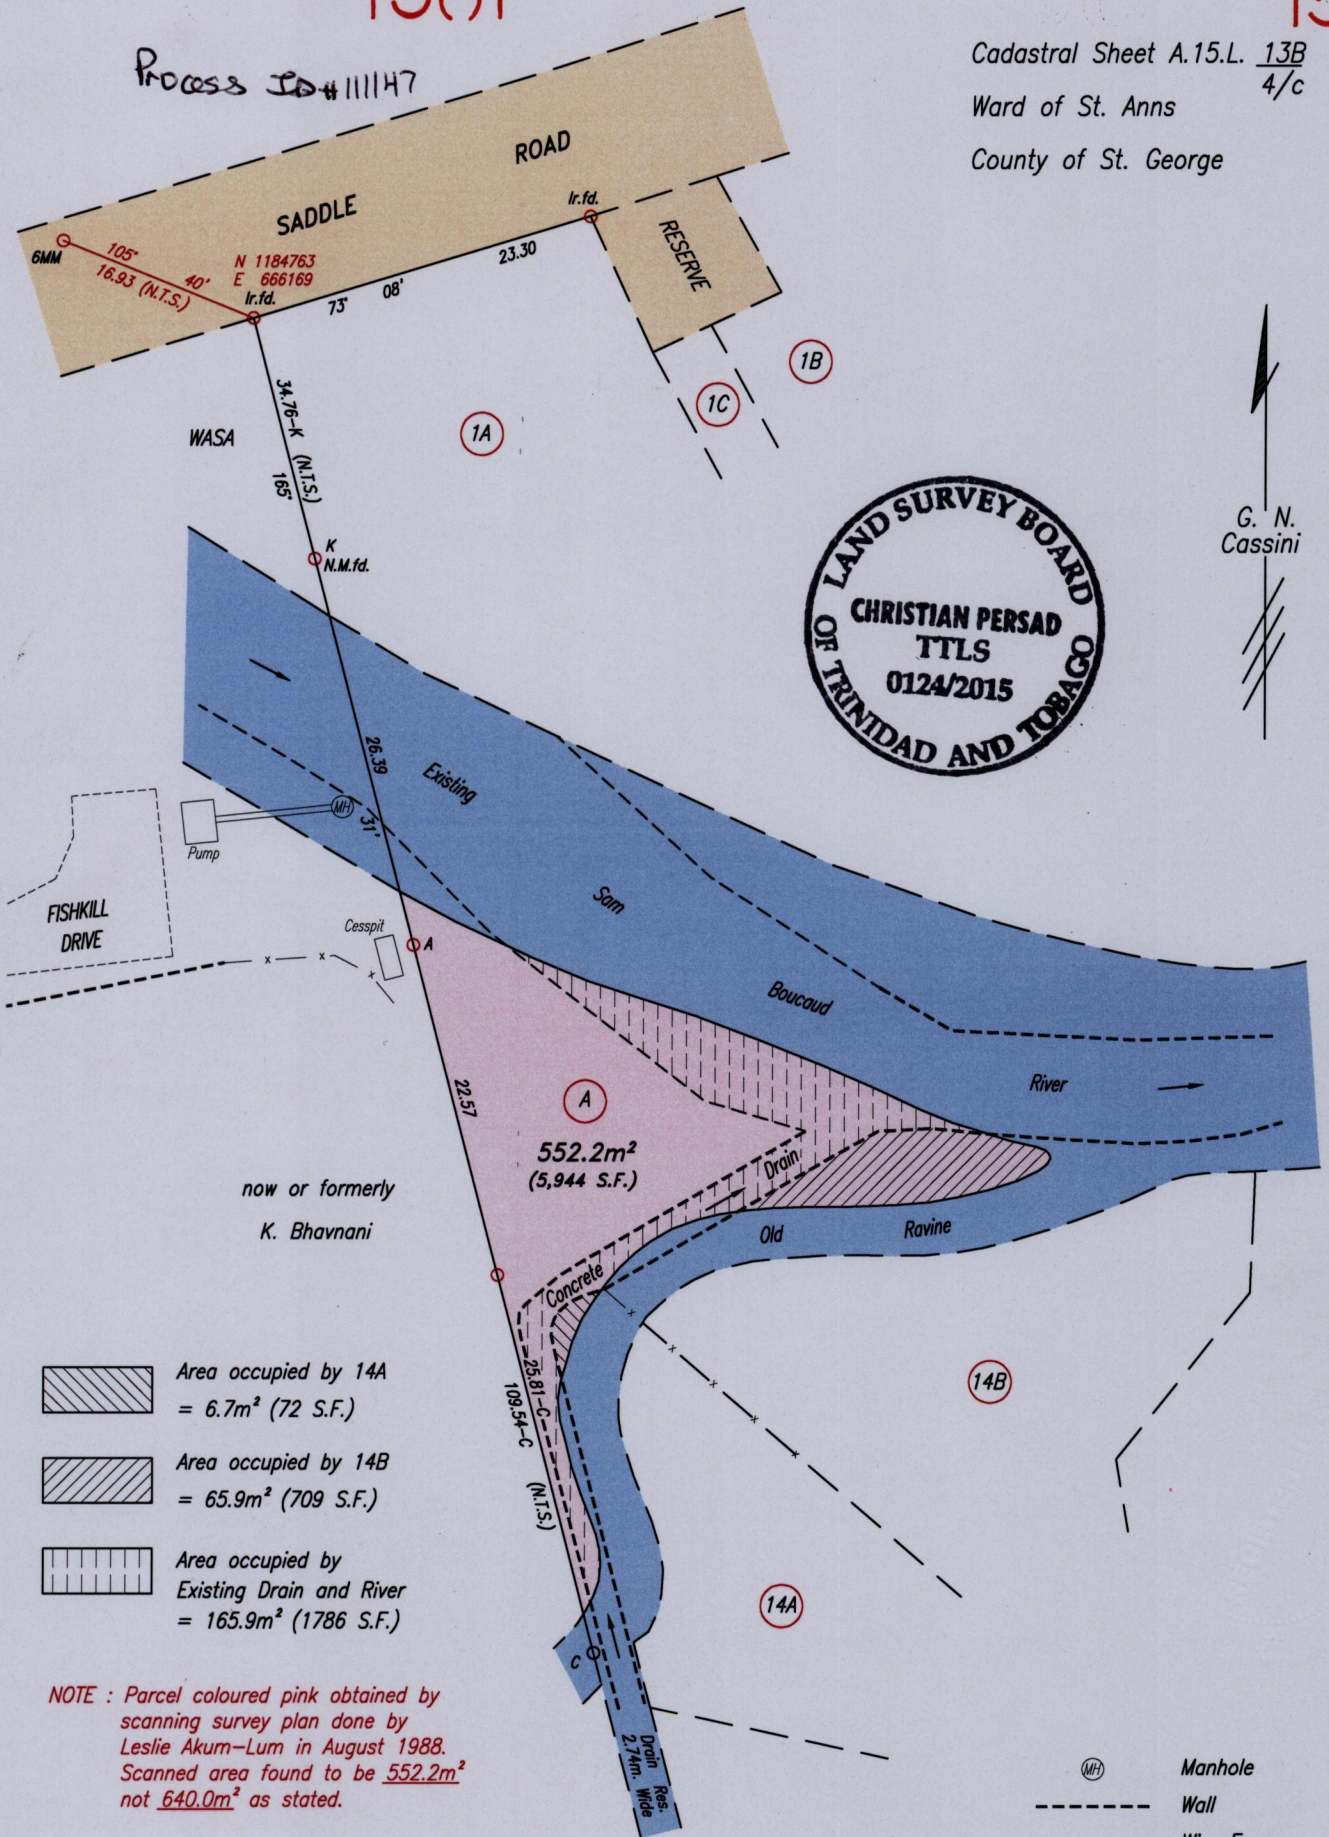 Process ID# 111147
Cadastral Sheet A.15.L. 13B
4/c
Ward of St. Anns
County of St. George
SADDLE ROAD
Ir.fd.
RESERVE
6MM
105° 40'
16.93 (N.T.S.)
N 1184763
E 666169
Ir.fd.
73° 08'
23.30
1B
1C
1A
WASA
34.76-K (N.T.S.)
165°
K
N.M.fd.
LAND SURVEY BOARD
OF TRINIDAD AND TOBAGO
CHRISTIAN PERSAD
TTLS
0124/2015
G. N.
Cassini
26.39
31'
Existing
Sam
Boucaud
River
MH
Pump
FISHKILL
DRIVE
Cesspit
A
22.57
A
552.2m²
(5,944 S.F.)
Drain
Concrete
Old Ravine
now or formerly
K. Bhavnani
25.81-C
109.54-C (N.T.S.)
14B
14A
C
Drain Res.
2.74m. Wide
Area occupied by 14A
= 6.7m² (72 S.F.)
Area occupied by 14B
= 65.9m² (709 S.F.)
Area occupied by
Existing Drain and River
= 165.9m² (1786 S.F.)
NOTE : Parcel coloured pink obtained by
scanning survey plan done by
Leslie Akum-Lum in August 1988.
Scanned area found to be 552.2m²
not 640.0m² as stated.
MH Manhole
Wall